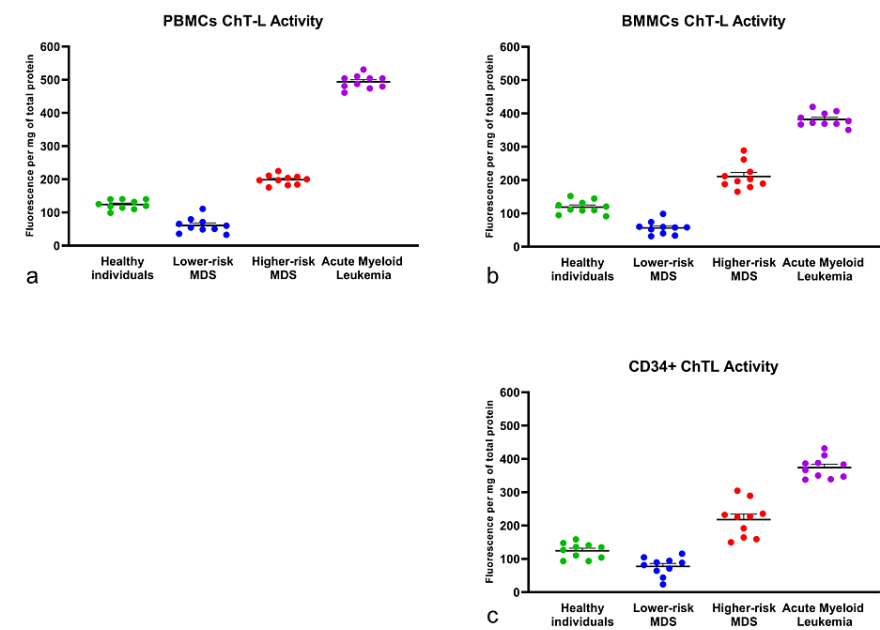 PBMCs ChT-L Activity
Fluorescence per mg of total protein
600
500
400
300
200
100
0
Healthy individuals
Lower-risk MDS
Higher-risk MDS
Acute Myeloid Leukemia
a
BMMCs ChT-L Activity
Fluorescence per mg of total protein
600
500
400
300
200
100
0
Healthy individuals
Lower-risk MDS
Higher-risk MDS
Acute Myeloid Leukemia
b
CD34+ ChTL Activity
Fluorescence per mg of total protein
600
500
400
300
200
100
0
Healthy individuals
Lower-risk MDS
Higher-risk MDS
Acute Myeloid Leukemia
c